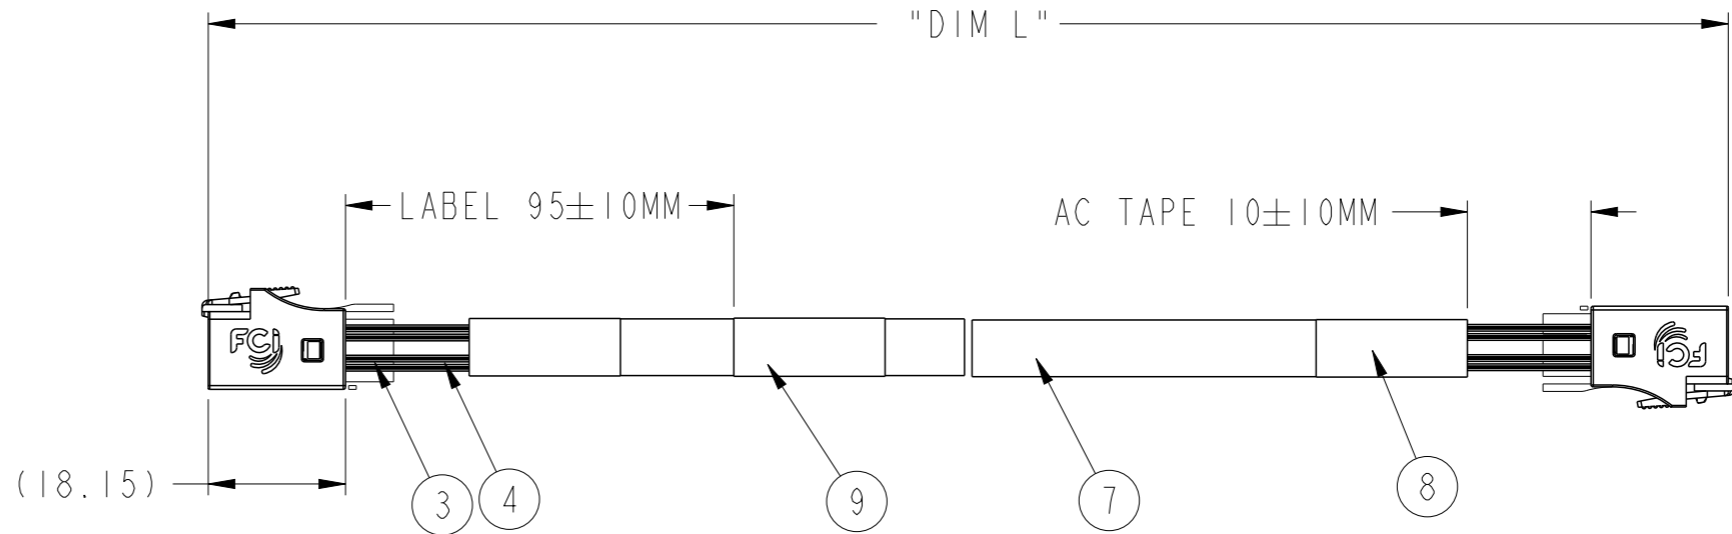 "DIM L"
LABEL 95±10MM
AC TAPE 10±10MM
FCI
FCI
(18.15)
3
4
9
7
8